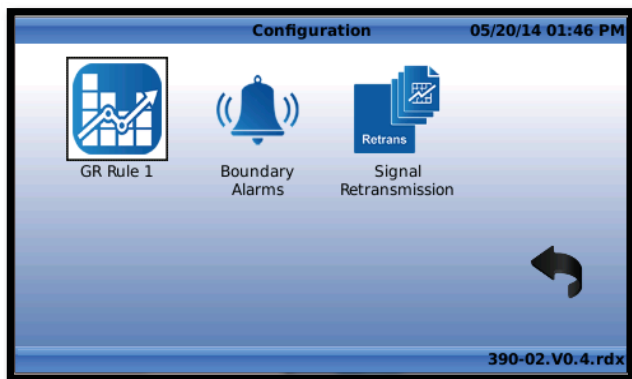 Configuration
05/20/14 01:46 PM
Retrans
GR Rule 1
Boundary
Alarms
Signal
Retransmission
390-02.V0.4.rdx